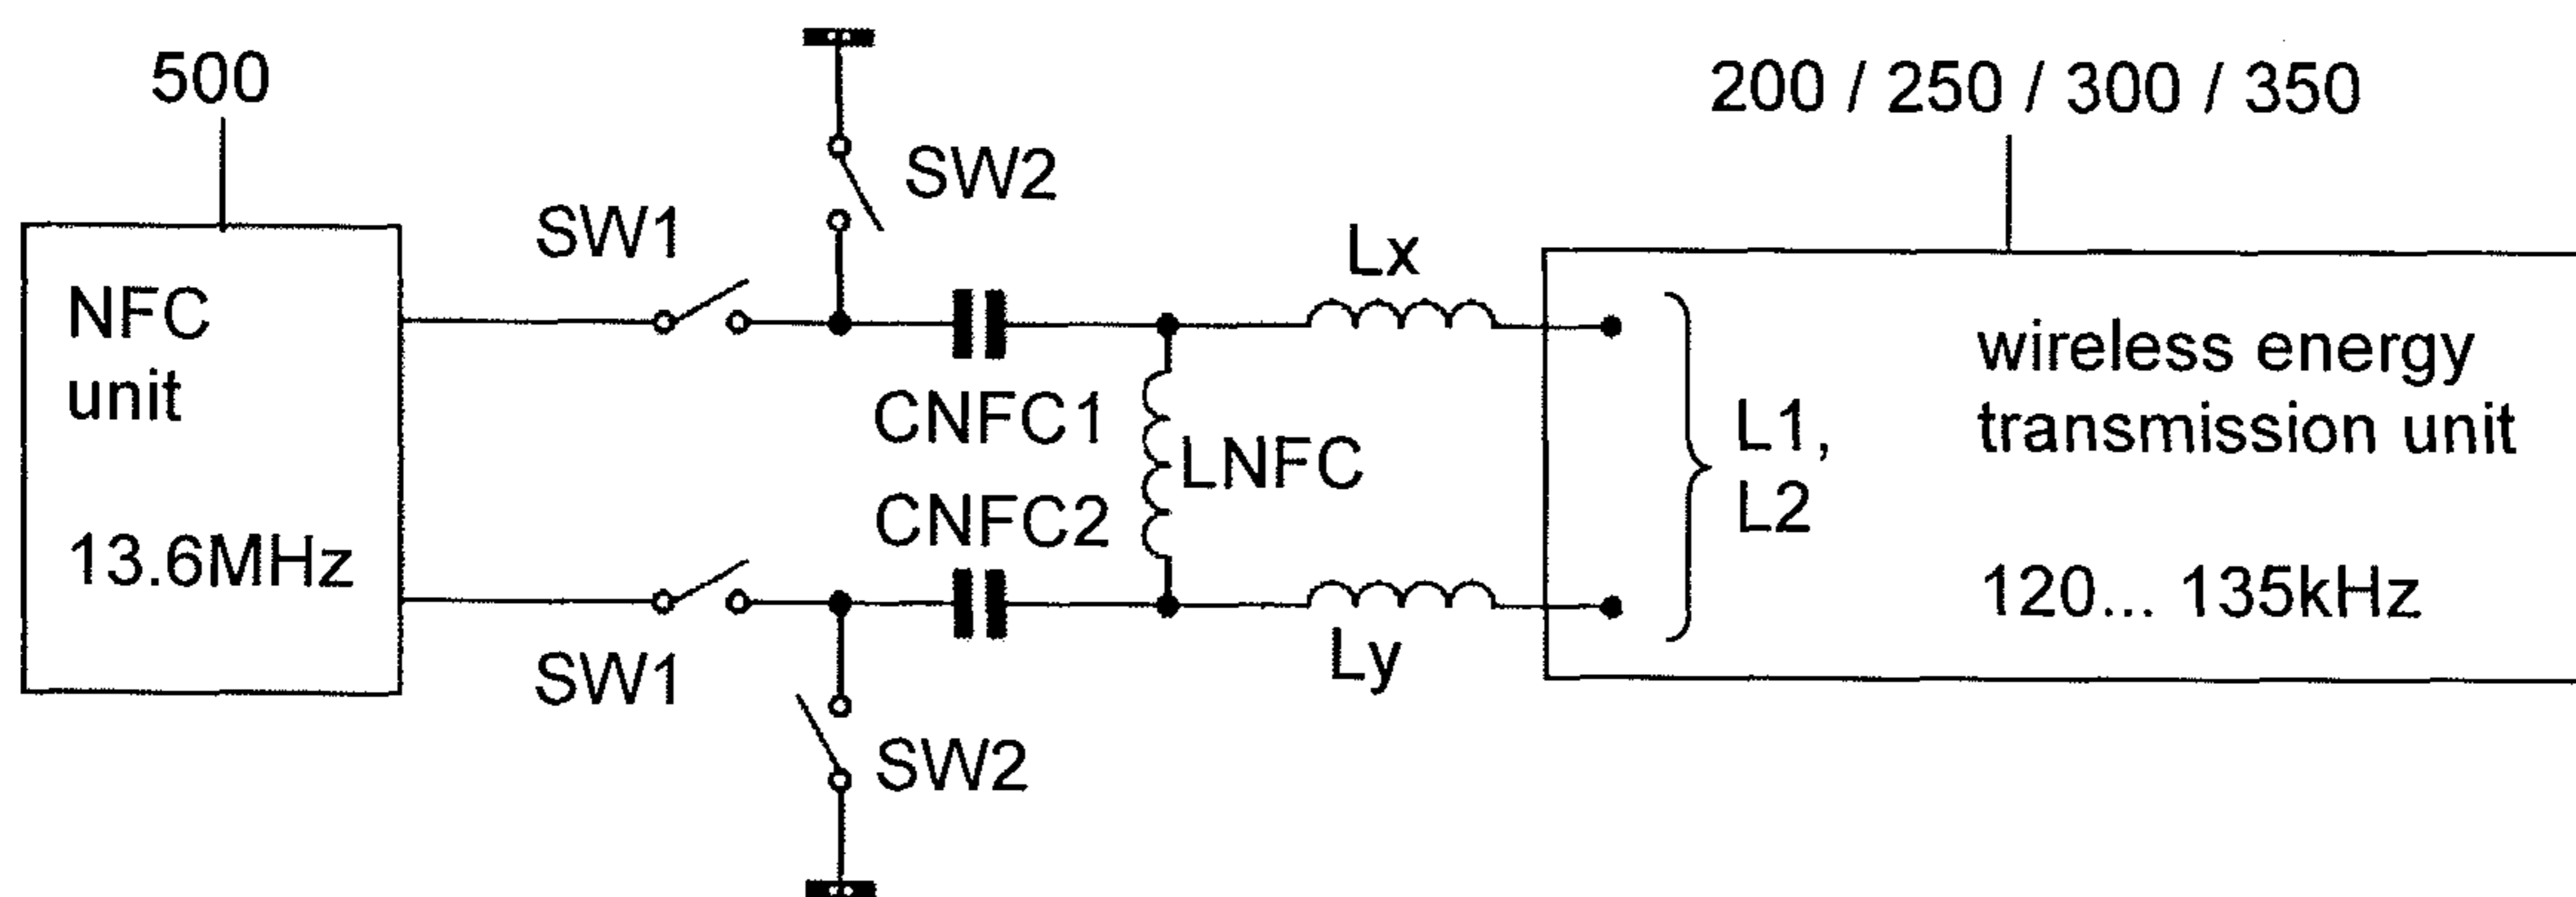 500
200 / 250 / 300 / 350
SW2
SW1
Lx
NFC
unit
13.6MHz
CNFC1
LNFC
CNFC2
L1,
L2
wireless energy
transmission unit
120... 135kHz
SW1
Ly
SW2